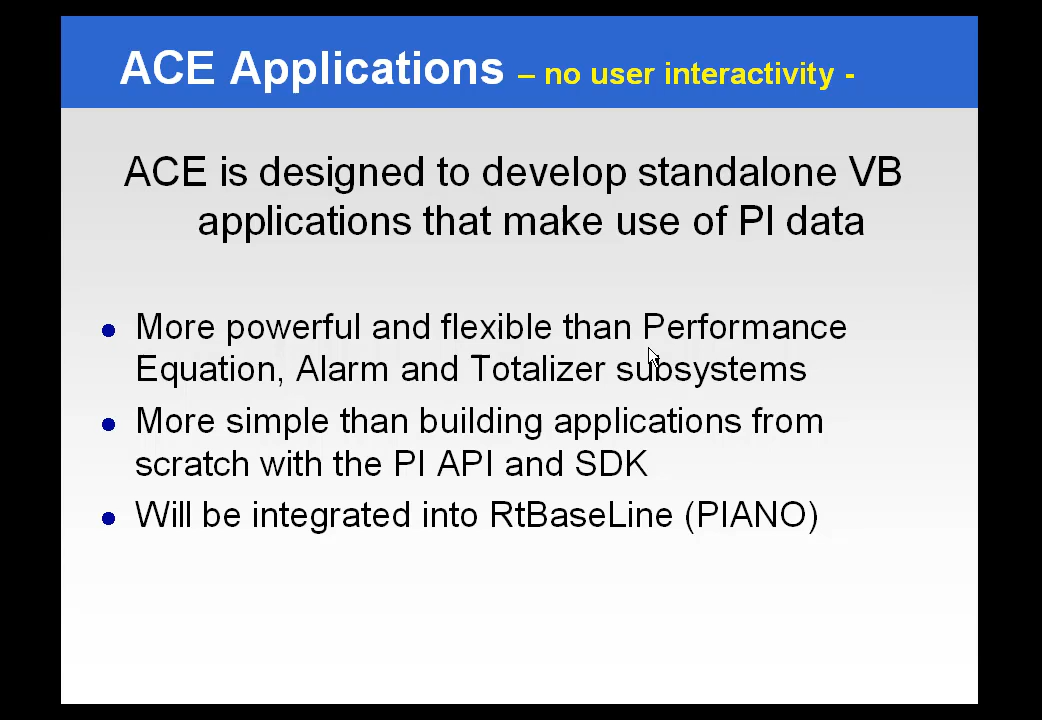 ACE Applications – no user interactivity -
ACE is designed to develop standalone VB
applications that make use of PI data
• More powerful and flexible than Performance
Equation, Alarm and Totalizer subsystems
• More simple than building applications from
scratch with the PI API and SDK
• Will be integrated into RtBaseLine (PIANO)